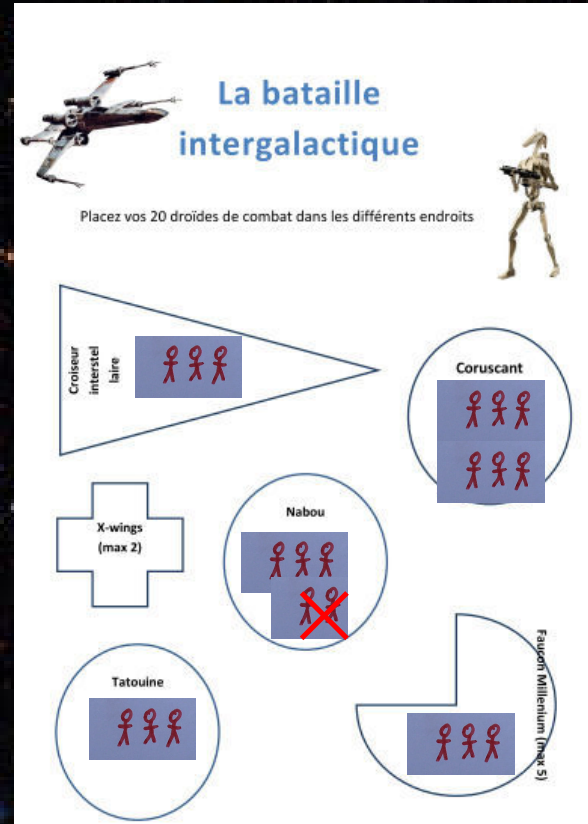 La bataille
intergalactique
Placez vos 20 droïdes de combat dans les différents endroits
Croiseur
interstel
laire
Coruscant
X-wings
(max 2)
Nabou
Tatouine
Faucon Millenium (max 5)